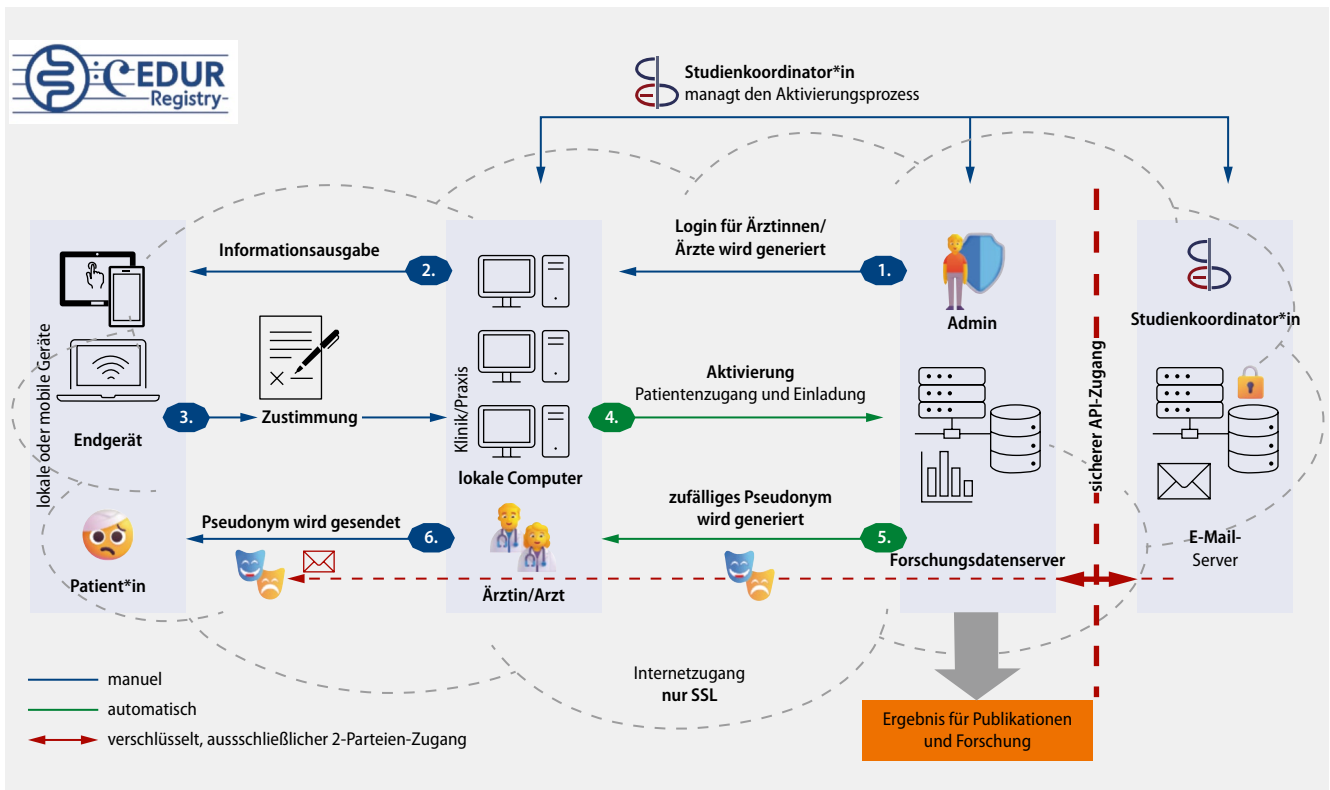 CEDUR
Registry
Studienkoordinator*in
managt den Aktivierungsprozess
lokale oder mobile Geräte
Endgerät
Patient*in
Informationsausgabe
2.
3.
Zustimmung
Pseudonym wird gesendet
6.
Klinik/Praxis
lokale Computer
Ärztin/Arzt
Login für Ärztinnen/
Ärzte wird generiert
1.
4.
Aktivierung
Patientenzugang und Einladung
zufälliges Pseudonym
wird generiert
5.
Admin
Forschungsdatenserver
sicherer API-Zugang
Studienkoordinator*in
E-Mail-
Server
Internetzugang
nur SSL
manuel
automatisch
verschlüsselt, aussschließlicher 2-Parteien-Zugang
Ergebnis für Publikationen
und Forschung